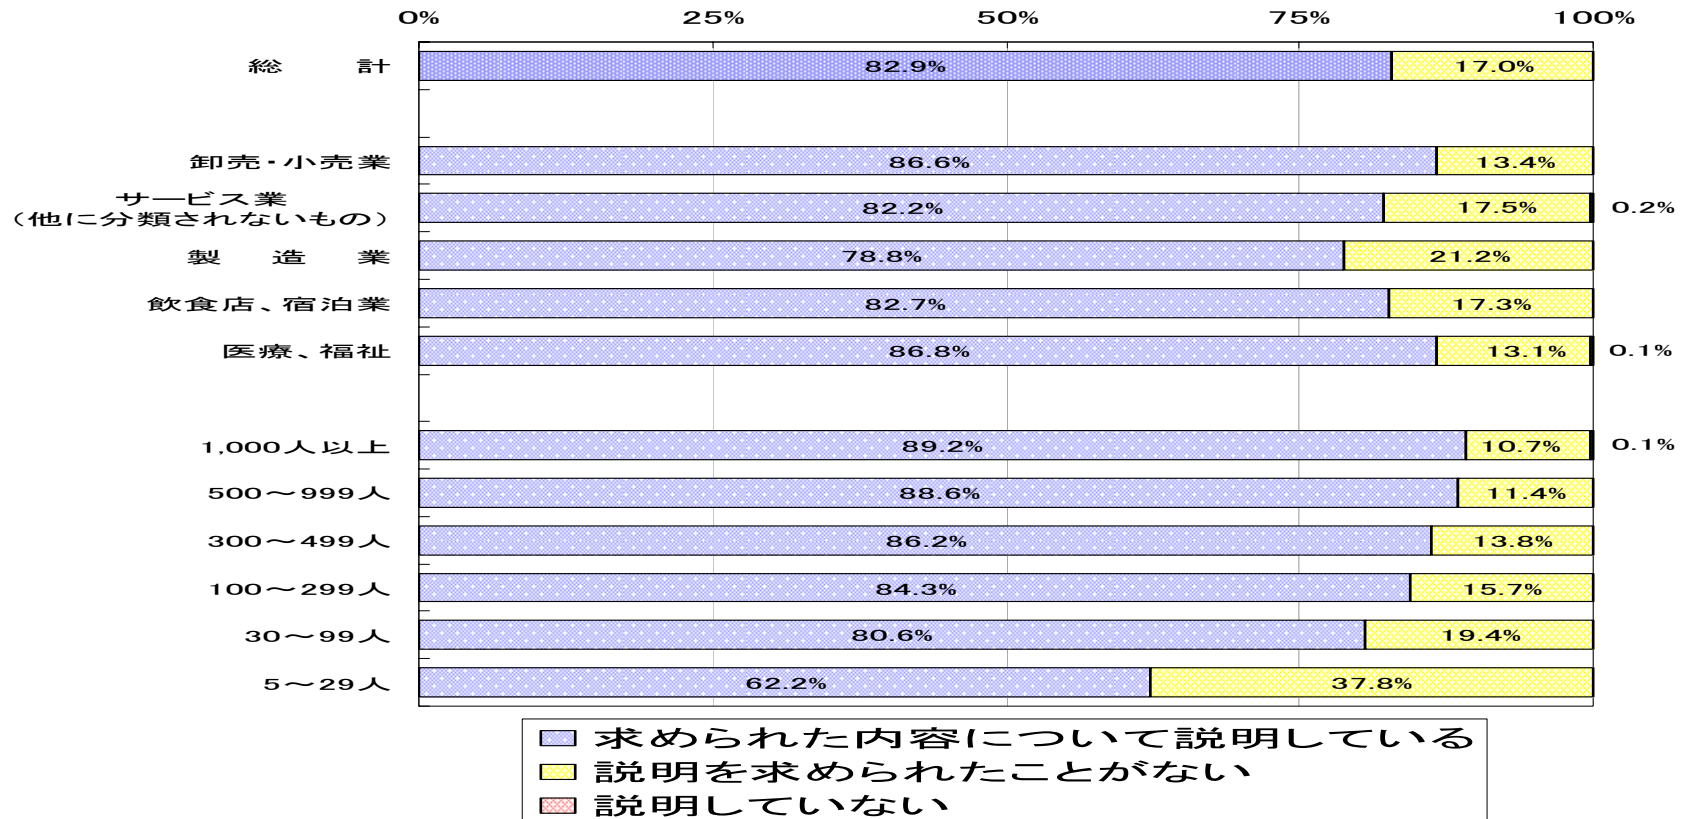 0% 25% 50% 75% 100%
総 計 82.9% 17.0%
卸売・小売業 86.6% 13.4%
サービス業
（他に分類されないもの） 82.2% 17.5% 0.2%
製 造 業 78.8% 21.2%
飲食店、宿泊業 82.7% 17.3%
医療、福祉 86.8% 13.1% 0.1%
1,000人以上 89.2% 10.7% 0.1%
500～999人 88.6% 11.4%
300～499人 86.2% 13.8%
100～299人 84.3% 15.7%
30～99人 80.6% 19.4%
5～29人 62.2% 37.8%
求められた内容について説明している
説明を求められたことがない
説明していない